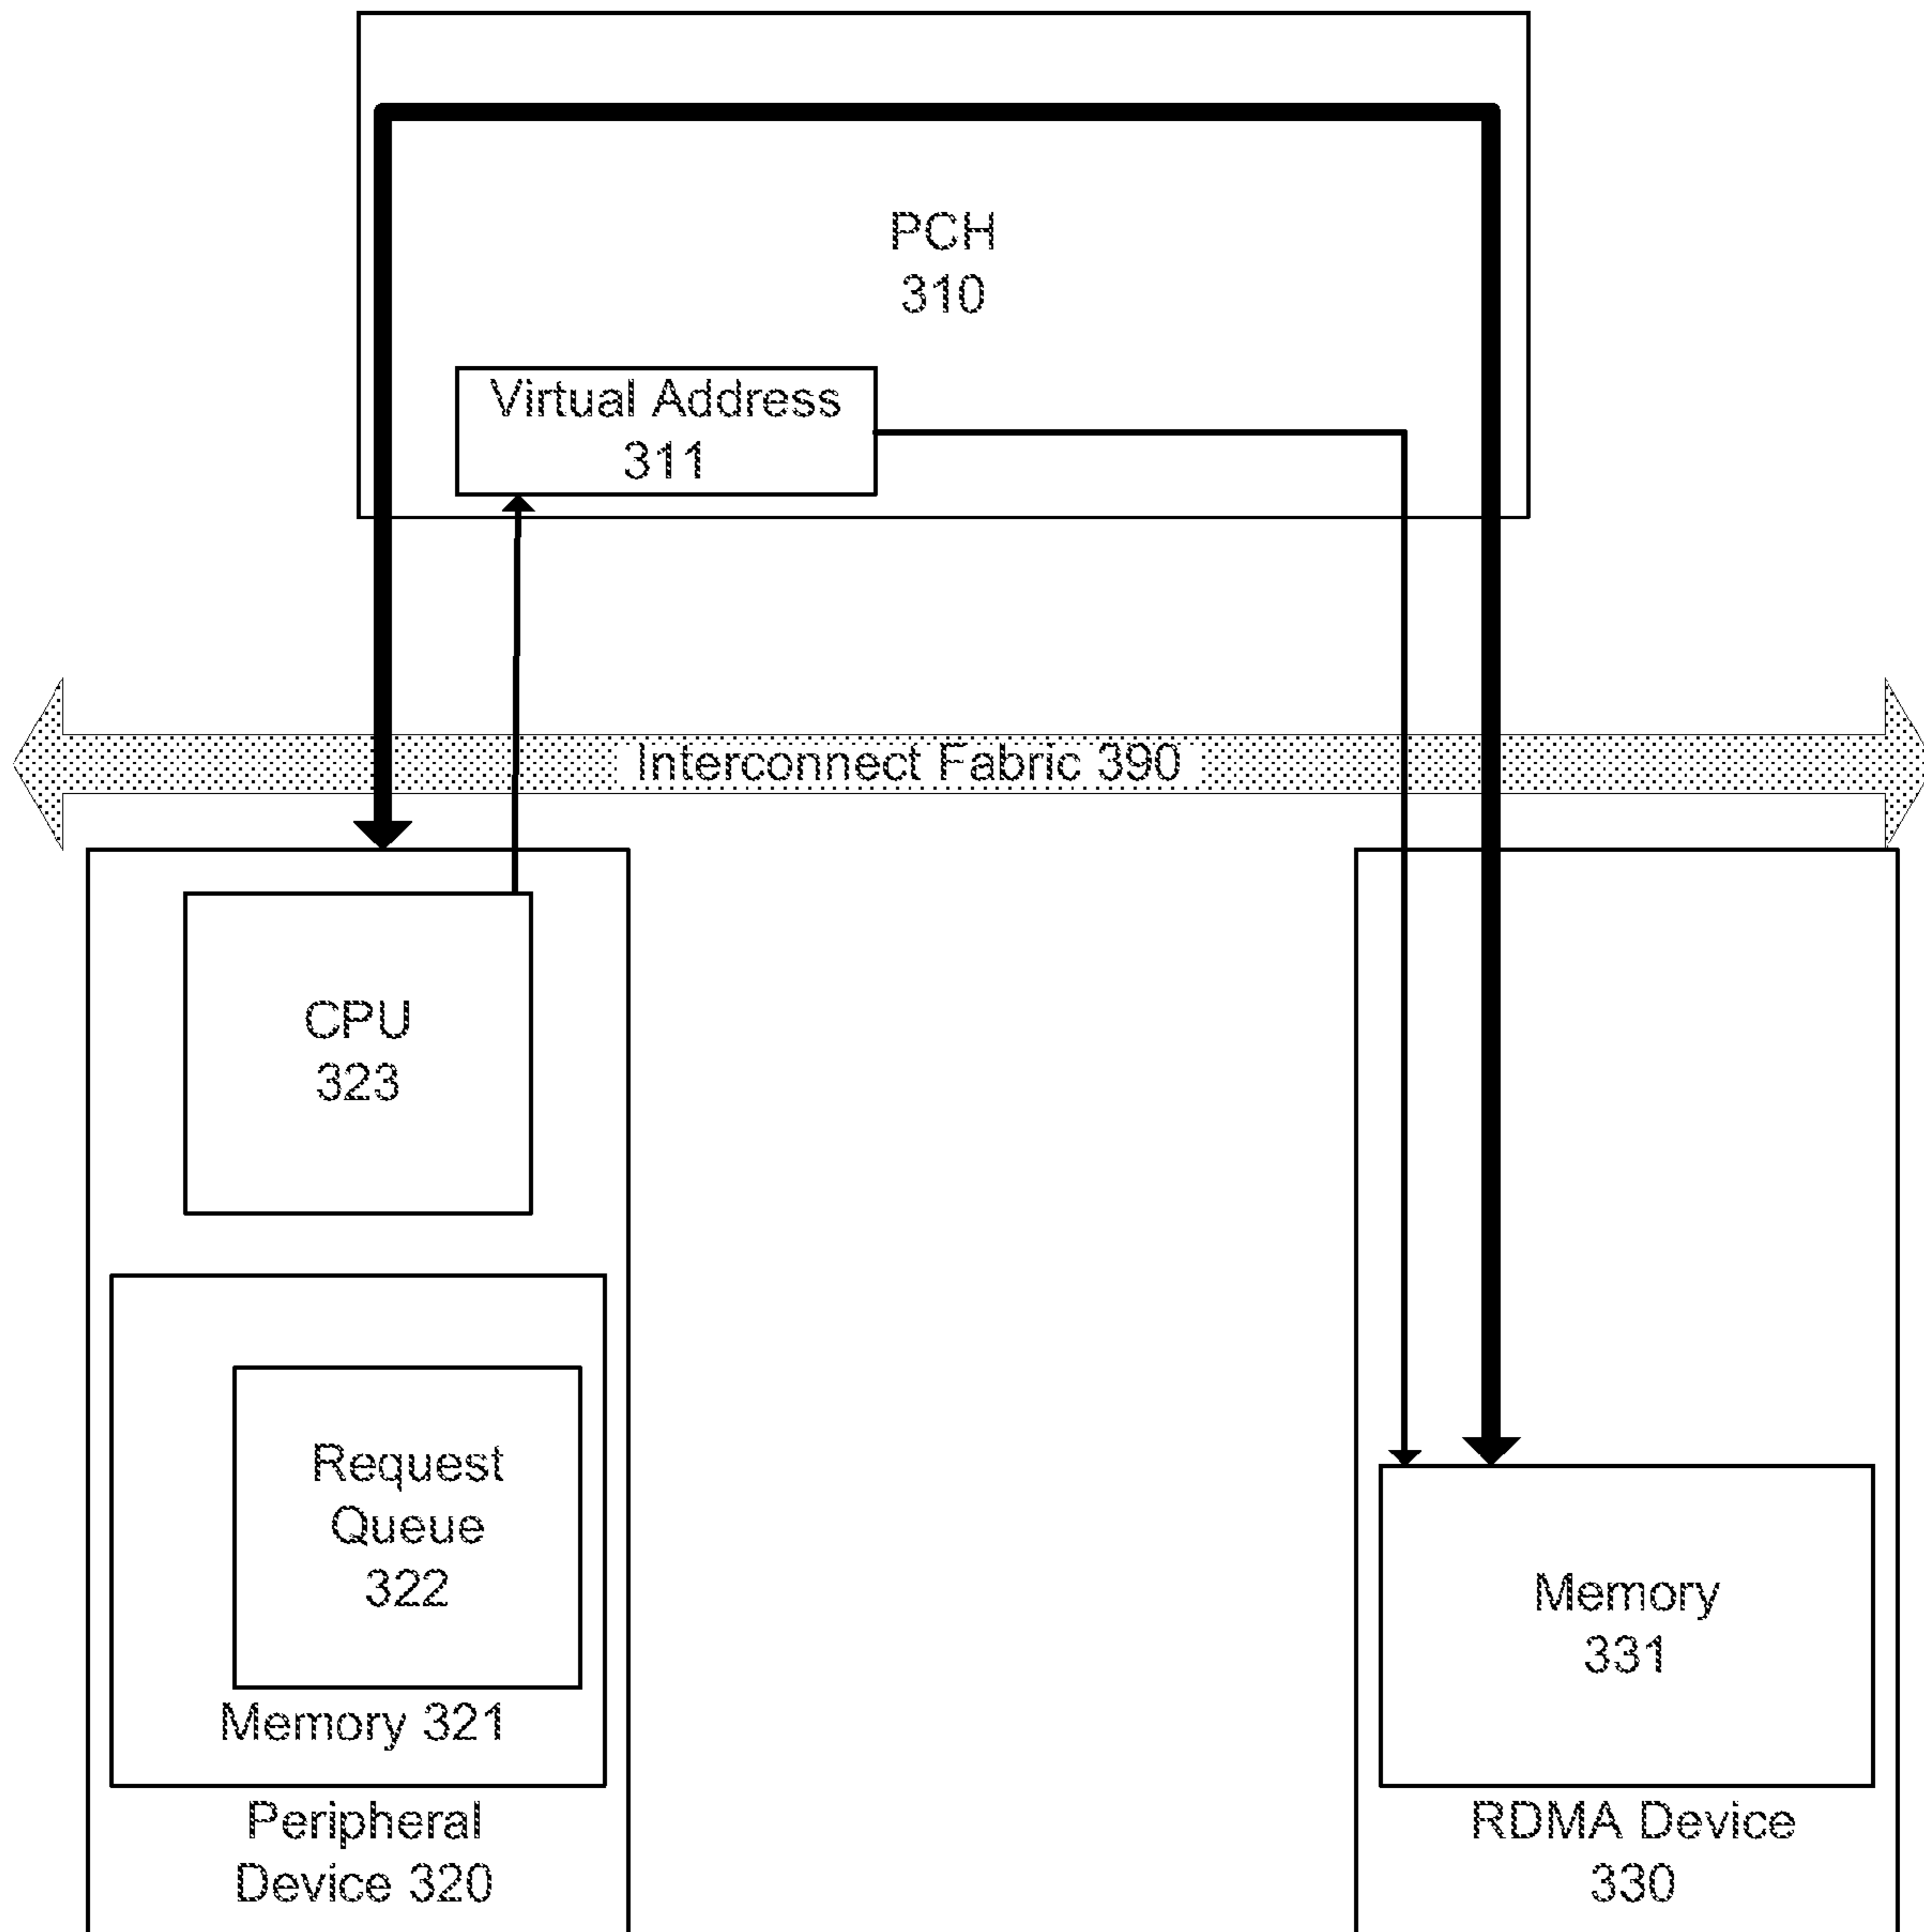 PCH
310
Virtual Address
311
Interconnect Fabric 390
CPU
323
Request
Queue
322
Memory 321
Peripheral
Device 320
Memory
331
RDMA Device
330